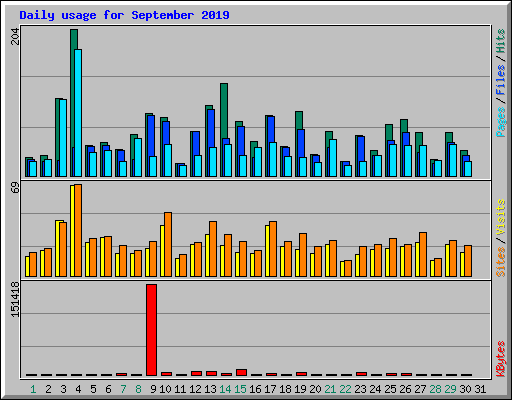 Daily usage for September 2019
204
Pages / Files / Hits
69
Sites / Visits
151418
KBytes
1 2 3 4 5 6 7 8 9 10 11 12 13 14 15 16 17 18 19 20 21 22 23 24 25 26 27 28 29 30 31